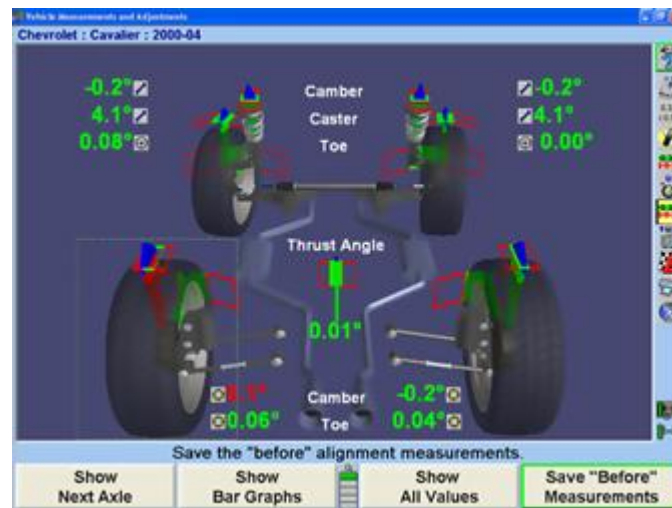 Vehicle Measurements and Adjustments
Chevrolet : Cavalier : 2000-04
-0.2° Camber -0.2°
4.1° Caster 4.1°
0.08° Toe 0.00°
Thrust Angle
0.01°
Camber -0.2°
0.06° Toe 0.04°
Save the "before" alignment measurements.
Show Next Axle
Show Bar Graphs
Show All Values
Save "Before" Measurements